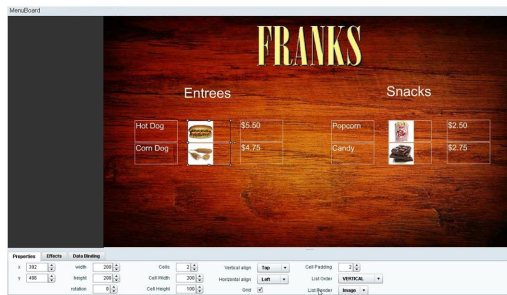 MenuBoard
FRANKS
Entrees Snacks
Hot Dog $5.50 Popcorn $2.50
Corn Dog $4.75 Candy $2.75
Properties Effects Data Binding
x 392 width 200 Cells 2 Vertical align Top Cell Padding 2
y 406 height 200 Cell Width 200 Horizontal align Left List Order VERTICAL
rotation 0 Cell Height 100 Grid List Render Image